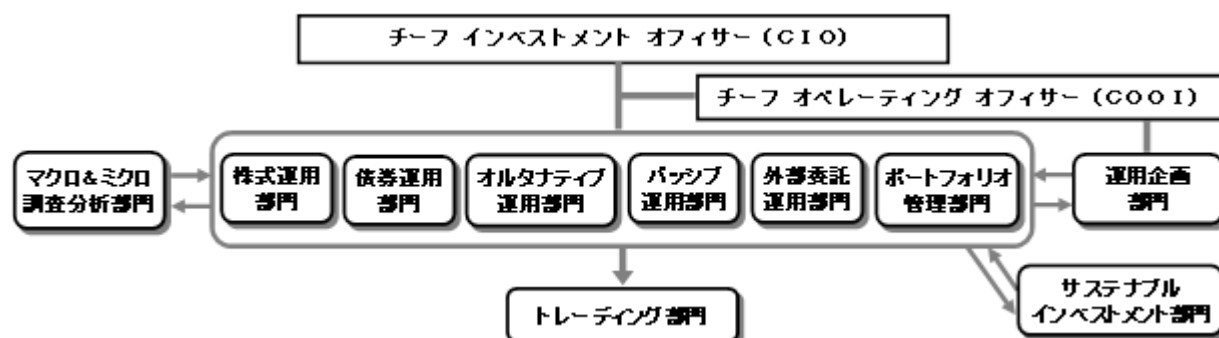 チーフ インベストメント オフィサー（ＣＩＯ）
チーフ オペレーティング オフィサー（ＣＯＯＩ）
マクロ＆ミクロ
調査分析部門
株式運用
部門
債券運用
部門
オルタナティブ
運用部門
パッシブ
運用部門
外部委託
運用部門
ポートフォリオ
管理部門
運用企画
部門
トレーディング部門
サステナブル
インベストメント部門